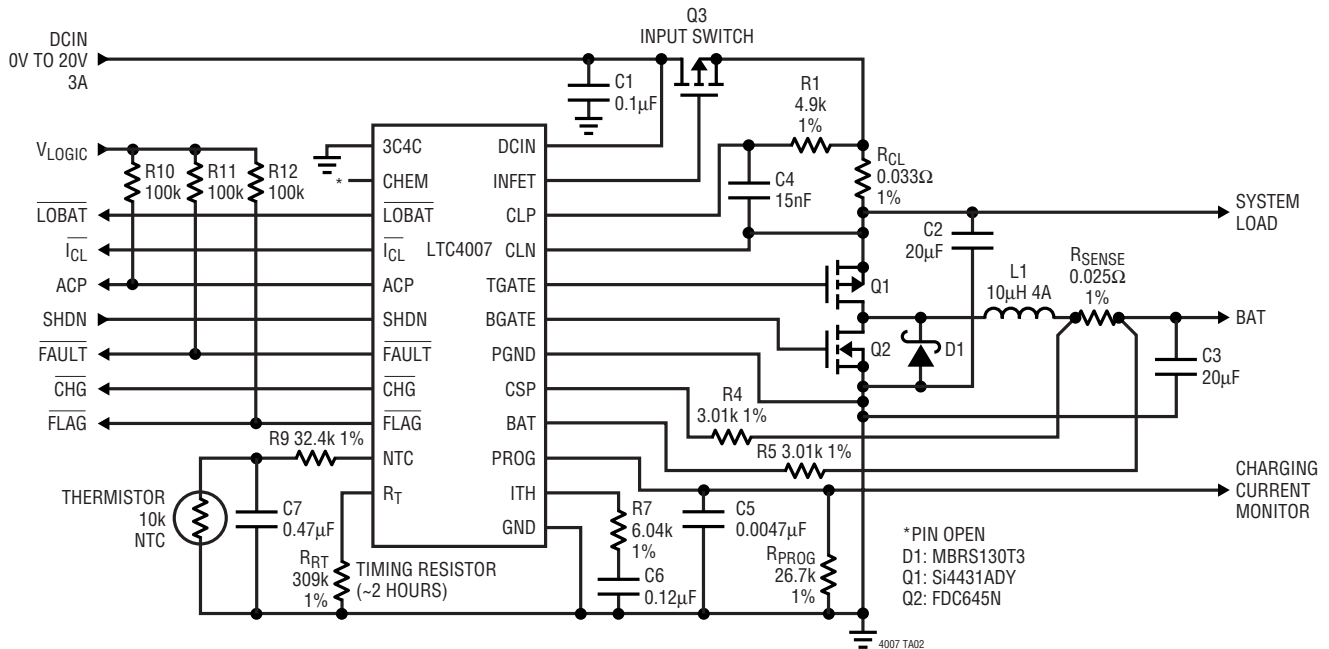 Q3
INPUT SWITCH
DCIN
0V TO 20V
3A
C1
0.1µF
R1
4.9k
1%
VLOGIC
R10
100k
R11
100k
R12
100k
3C4C
DCIN
*
CHEM
INFET
C4
15nF
RCL
0.033Ω
1%
LOBAT
LOBAT
CLP
SYSTEM
LOAD
ICL
ICL
LTC4007
CLN
C2
20µF
ACP
ACP
TGATE
Q1
L1
10µH 4A
RSENSE
0.025Ω
1%
SHDN
SHDN
BGATE
BAT
FAULT
FAULT
PGND
Q2
D1
C3
20µF
CHG
CHG
CSP
R4
3.01k 1%
FLAG
FLAG
BAT
R9 32.4k 1%
NTC
PROG
R5 3.01k 1%
CHARGING
CURRENT
MONITOR
THERMISTOR
10k
NTC
C7
0.47µF
RT
ITH
R7
6.04k
1%
C5
0.0047µF
GND
RRT
309k
1%
TIMING RESISTOR
(~2 HOURS)
C6
0.12µF
RPROG
26.7k
1%
*PIN OPEN
D1: MBRS130T3
Q1: Si4431ADY
Q2: FDC645N
4007 TA02